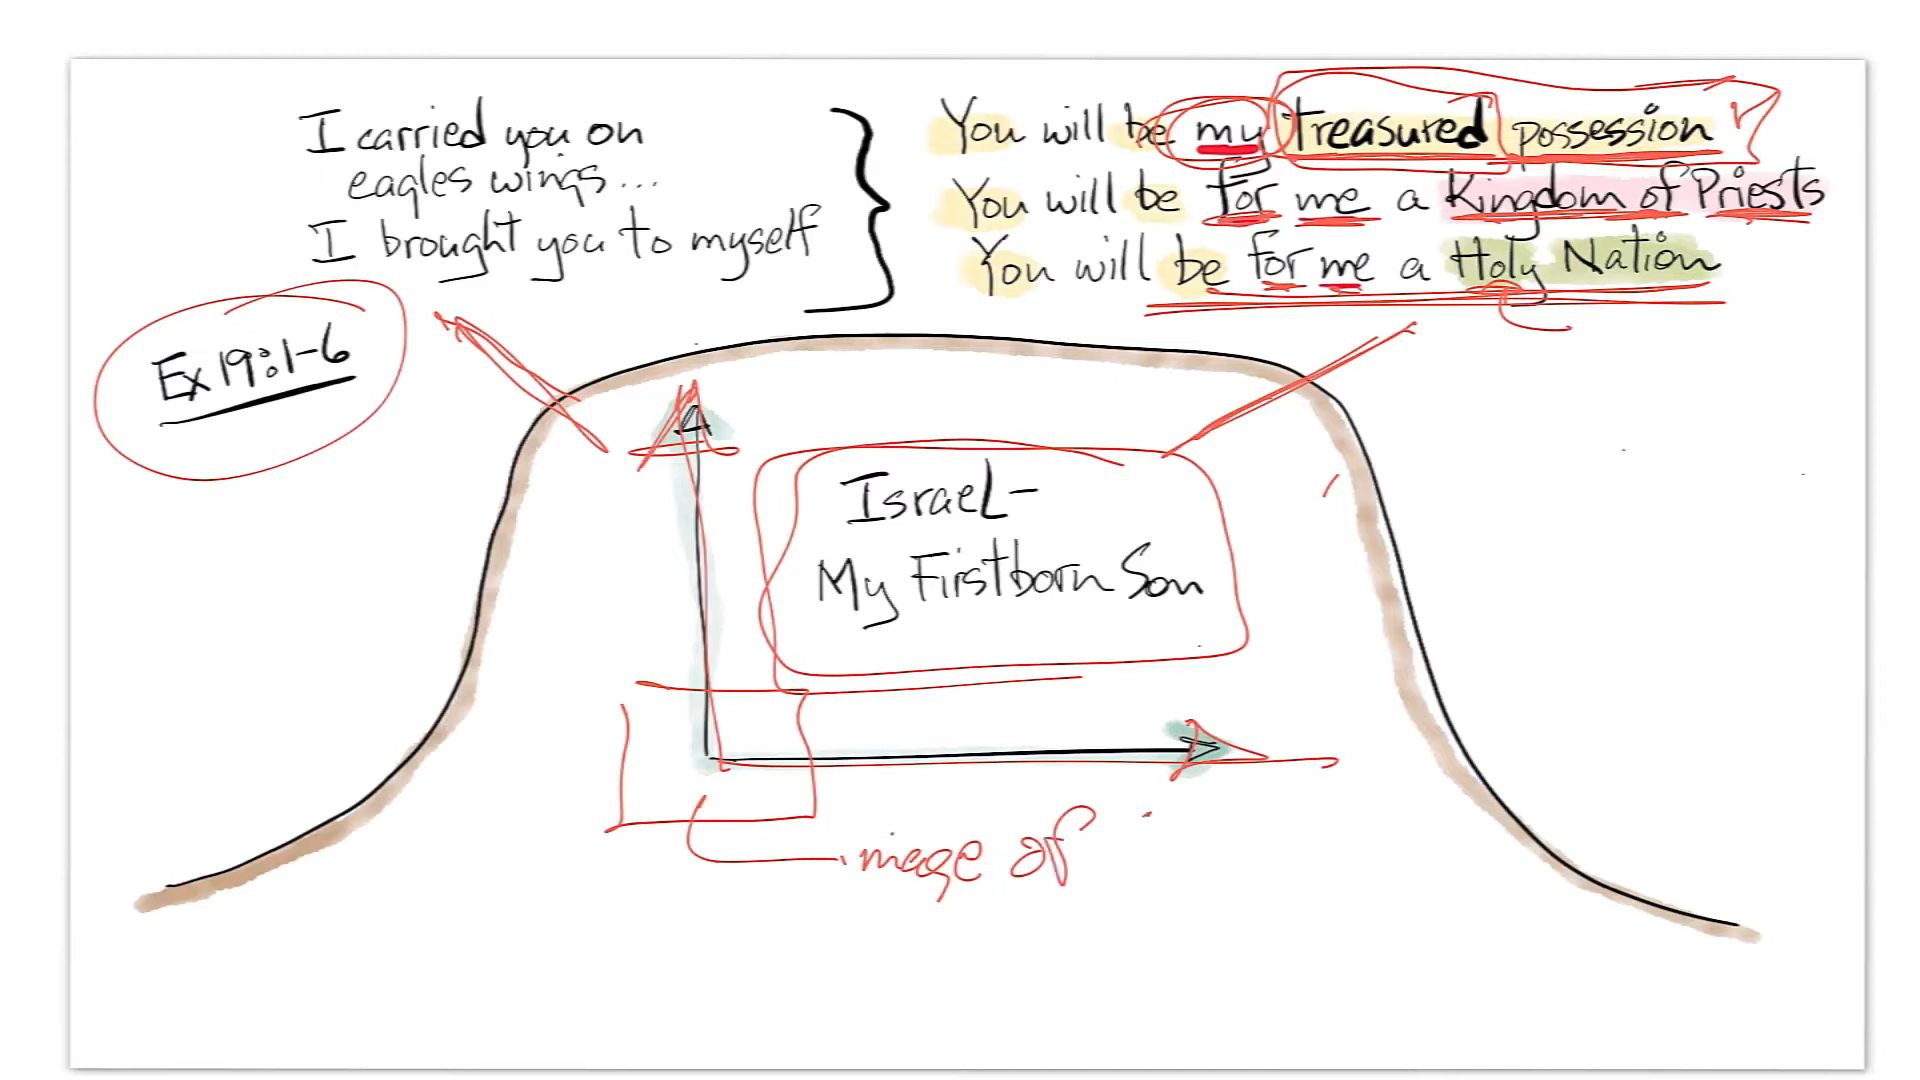 I carried you on
eagles wings...
I brought you to myself
You will be my treasured possession
You will be for me a Kingdom of Priests
You will be for me a Holy Nation
Ex 19:1-6
Israel-
My Firstborn Son
image of